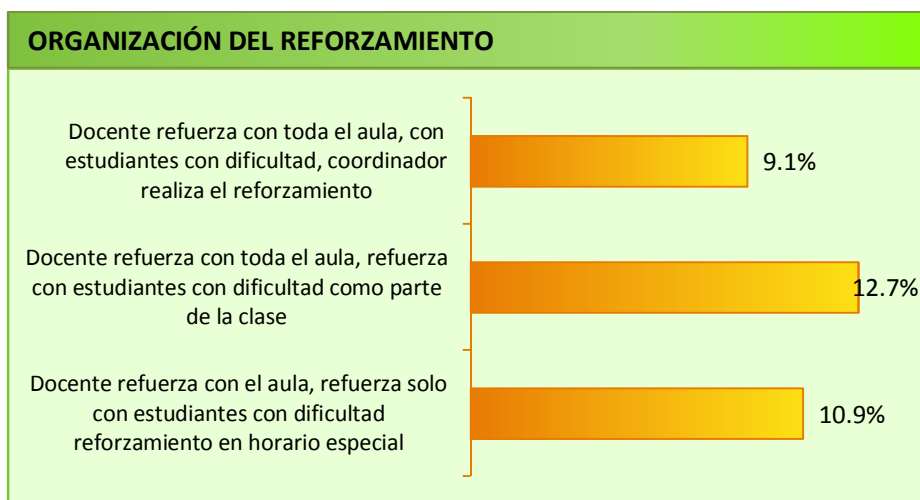 ORGANIZACIÓN DEL REFORZAMIENTO
Docente refuerza con toda el aula, con
estudiantes con dificultad, coordinador
realiza el reforzamiento
9.1%
Docente refuerza con toda el aula, refuerza
con estudiantes con dificultad como parte
de la clase
12.7%
Docente refuerza con el aula, refuerza solo
con estudiantes con dificultad
reforzamiento en horario especial
10.9%